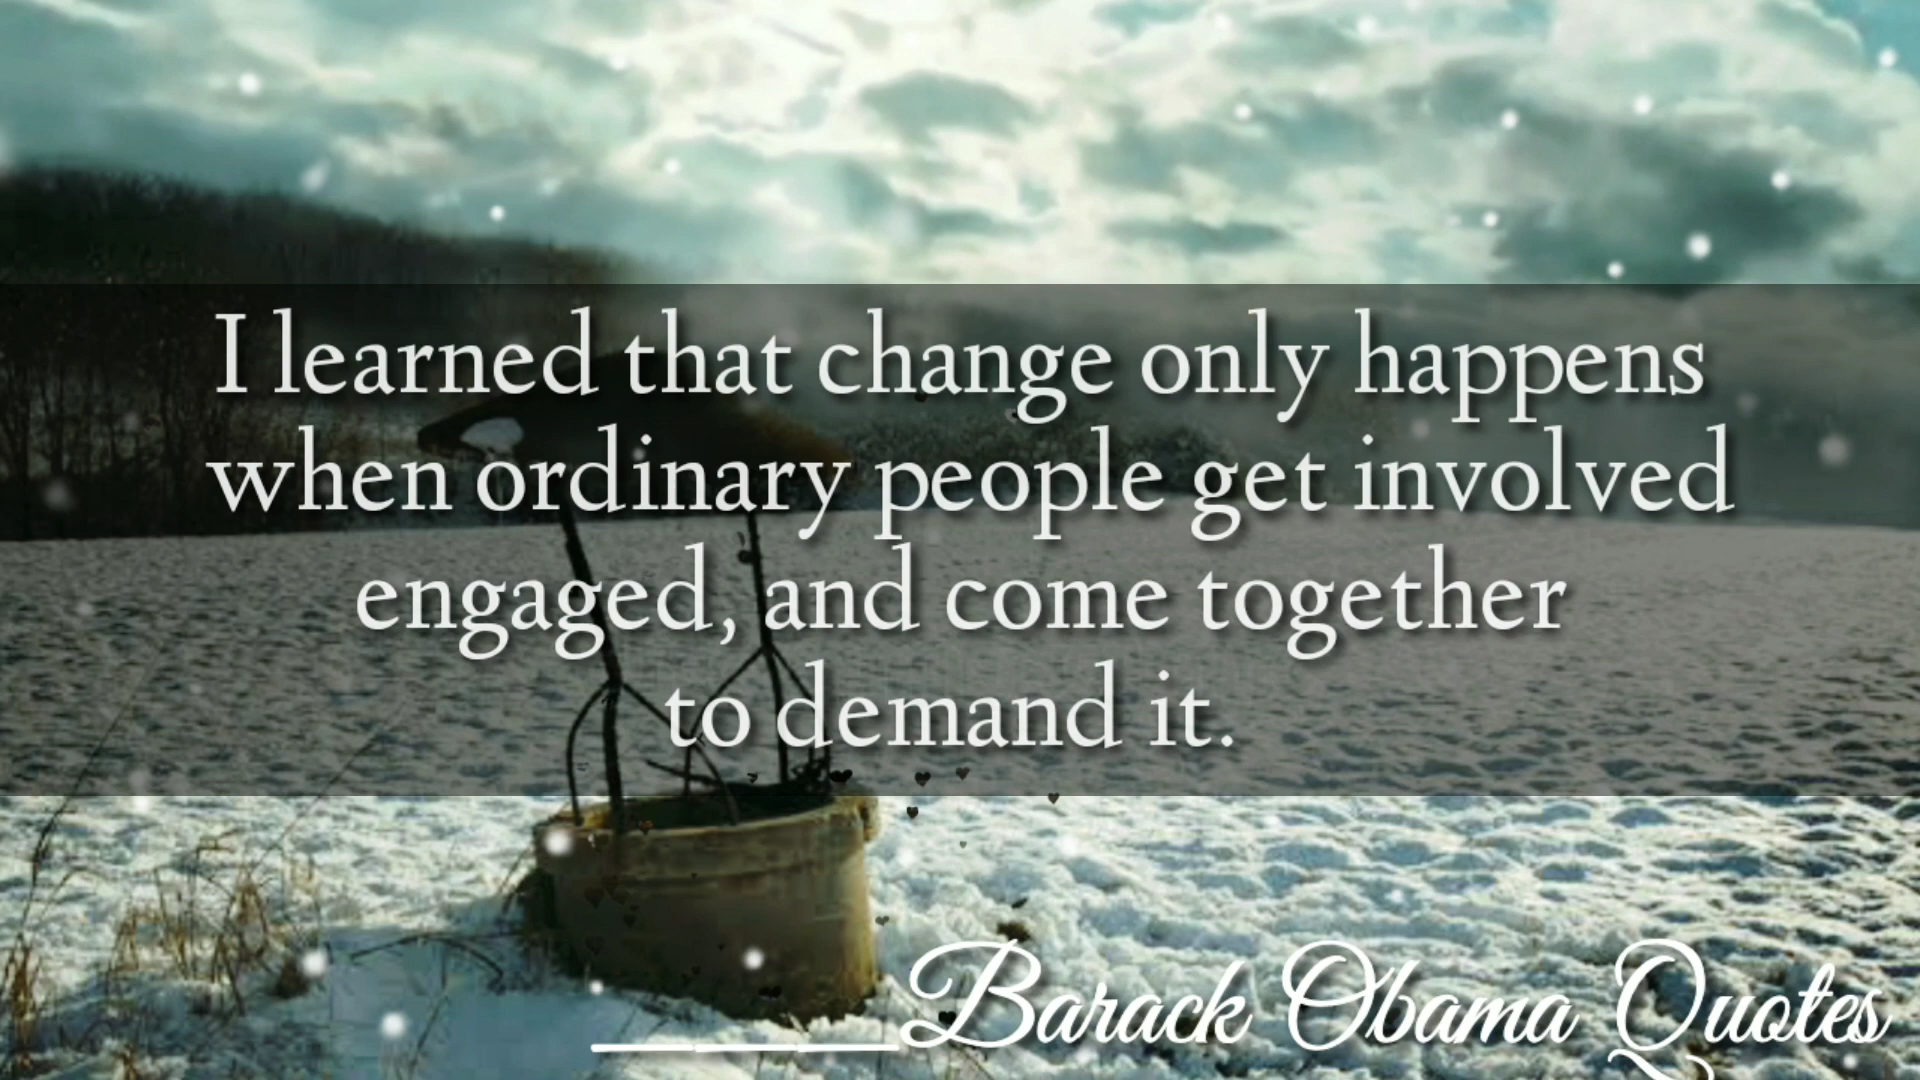 I learned that change only happens
when ordinary people get involved
engaged, and come together
to demand it.
___Barack Obama Quotes